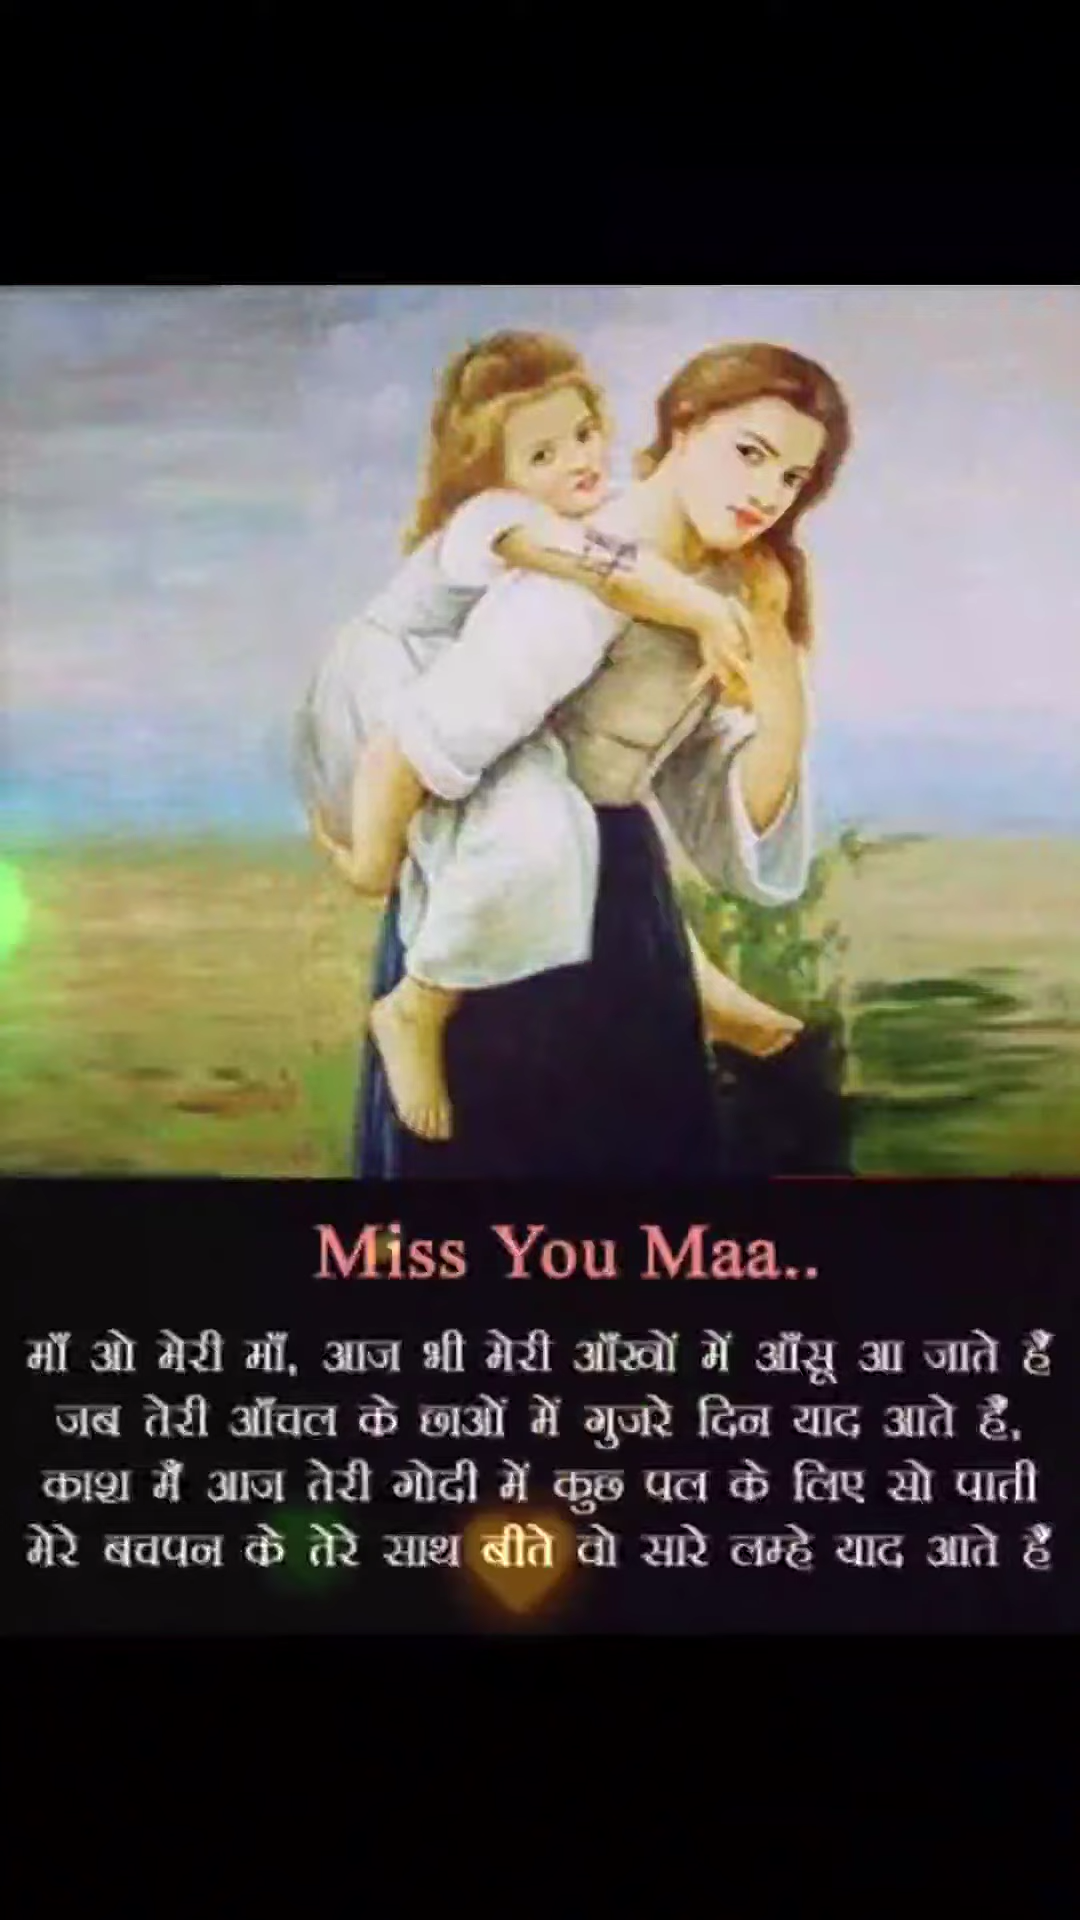 Miss You Maa..
माँ ओ मेरी माँ, आज भी मेरी आँखों में आँसू आ जाते हैं
जब तेरी आँचल के छाओं में गुजरे दिन याद आते हैं,
काश मैं आज तेरी गोदी में कुछ पल के लिए सो पाती
मेरे बचपन के तेरे साथ बीते वो सारे लम्हे याद आते हैं